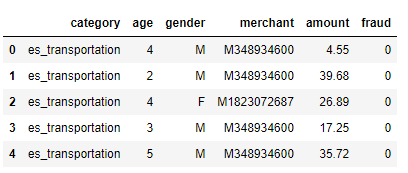 category age gender merchant amount fraud
0 es_transportation 4 M M348934600 4.55 0
1 es_transportation 2 M M348934600 39.68 0
2 es_transportation 4 F M1823072687 26.89 0
3 es_transportation 3 M M348934600 17.25 0
4 es_transportation 5 M M348934600 35.72 0